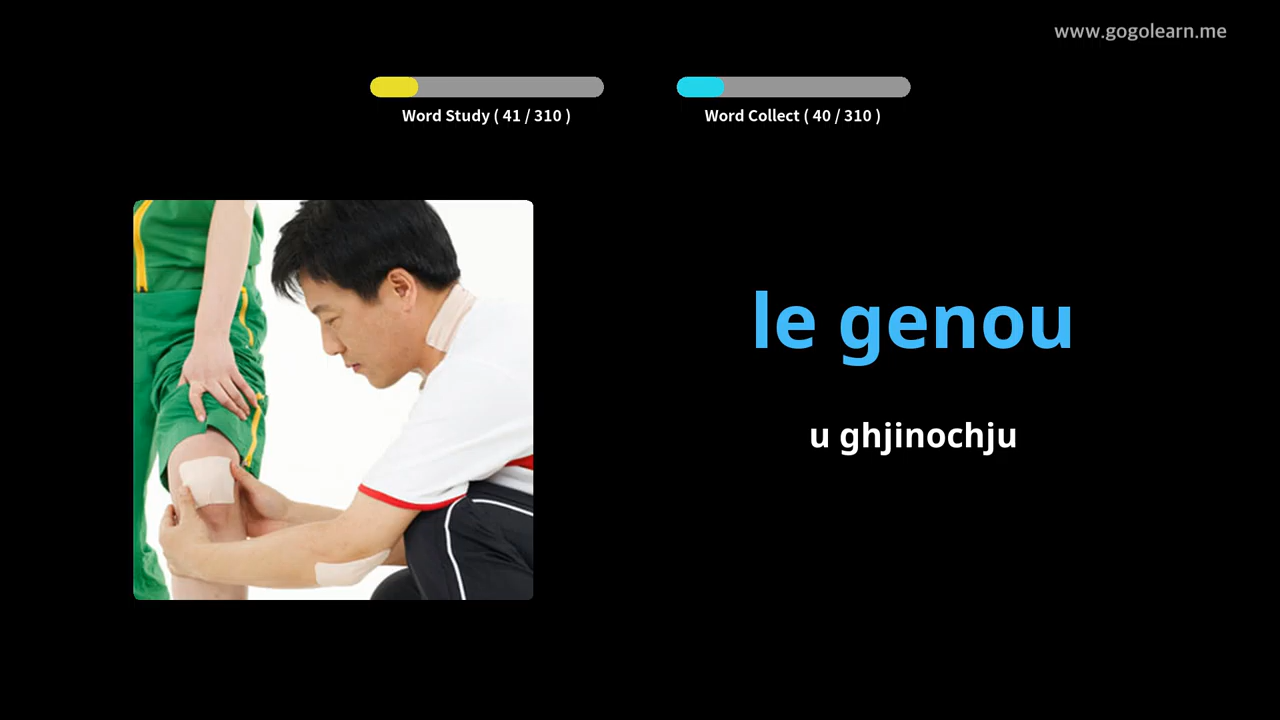 www.gogolearn.me
Word Study ( 41 / 310 )
Word Collect ( 40 / 310 )
le genou
u ghjinochju